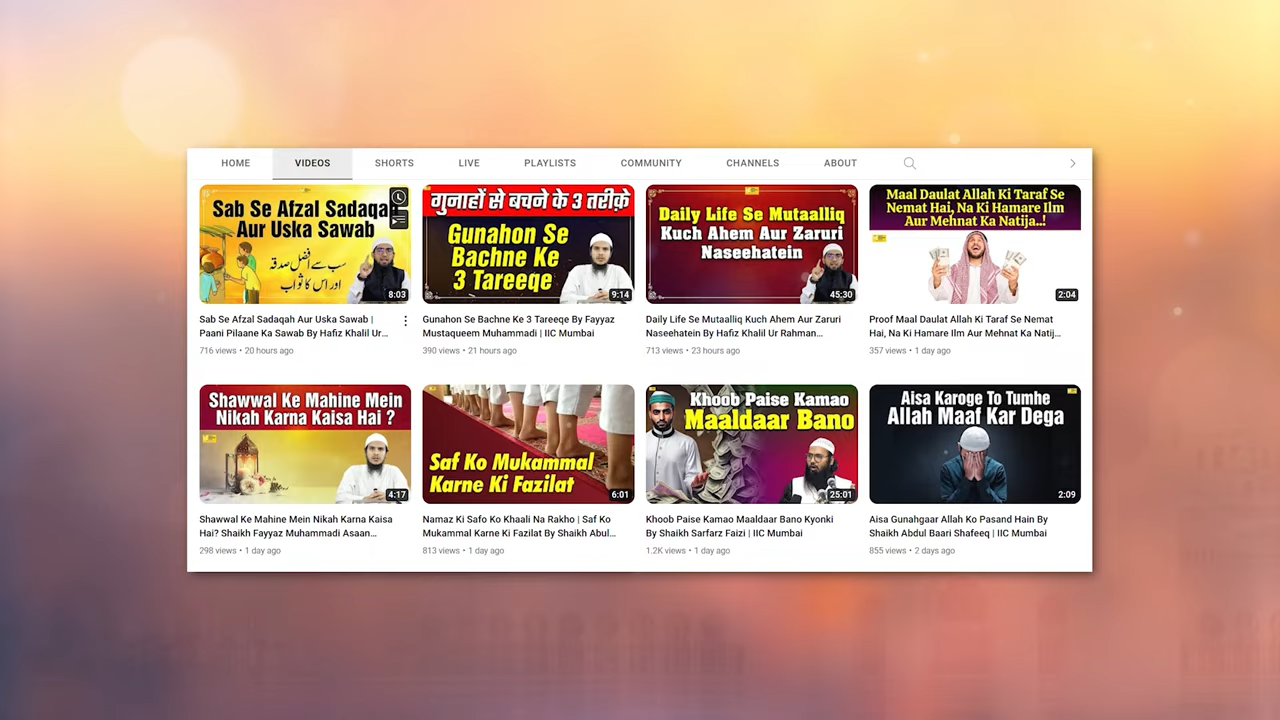 HOME VIDEOS SHORTS LIVE PLAYLISTS COMMUNITY CHANNELS ABOUT
Sab Se Afzal Sadaqa
Aur Uska Sawab
سب سے افضل صدقہ
اور اس کا ثواب
8:03
गुनाहों से बचने के 3 तरीक़े
Gunahon Se
Bachne Ke
3 Tareeqe
9:14
Daily Life Se Mutaalliq
Kuch Ahem Aur Zaruri
Naseehatein
45:30
Maal Daulat Allah Ki Taraf Se
Nemat Hai, Na Ki Hamare Ilm
Aur Mehnat Ka Natija..!
2:04
Sab Se Afzal Sadaqah Aur Uska Sawab |
Paani Pilaane Ka Sawab By Hafiz Khalil Ur...
716 views • 20 hours ago
Gunahon Se Bachne Ke 3 Tareeqe By Fayyaz
Mustaqueem Muhammadi | IIC Mumbai
390 views • 21 hours ago
Daily Life Se Mutaalliq Kuch Ahem Aur Zaruri
Naseehatein By Hafiz Khalil Ur Rahman...
713 views • 23 hours ago
Proof Maal Daulat Allah Ki Taraf Se Nemat
Hai, Na Ki Hamare Ilm Aur Mehnat Ka Natij...
357 views • 1 day ago
Shawwal Ke Mahine Mein
Nikah Karna Kaisa Hai ?
4:17
Saf Ko Mukammal
Karne Ki Fazilat
6:01
Khoob Paise Kamao
Maaldaar Bano
25:01
Aisa Karoge To Tumhe
Allah Maaf Kar Dega
2:09
Shawwal Ke Mahine Mein Nikah Karna Kaisa
Hai? Shaikh Fayyaz Muhammadi Asaan...
298 views • 1 day ago
Namaz Ki Safo Ko Khaali Na Rakho | Saf Ko
Mukammal Karne Ki Fazilat By Shaikh Abul...
813 views • 1 day ago
Khoob Paise Kamao Maaldaar Bano Kyonki
By Shaikh Sarfarz Faizi | IIC Mumbai
1.2K views • 1 day ago
Aisa Gunahgaar Allah Ko Pasand Hain By
Shaikh Abdul Baari Shafeeq | IIC Mumbai
855 views • 2 days ago